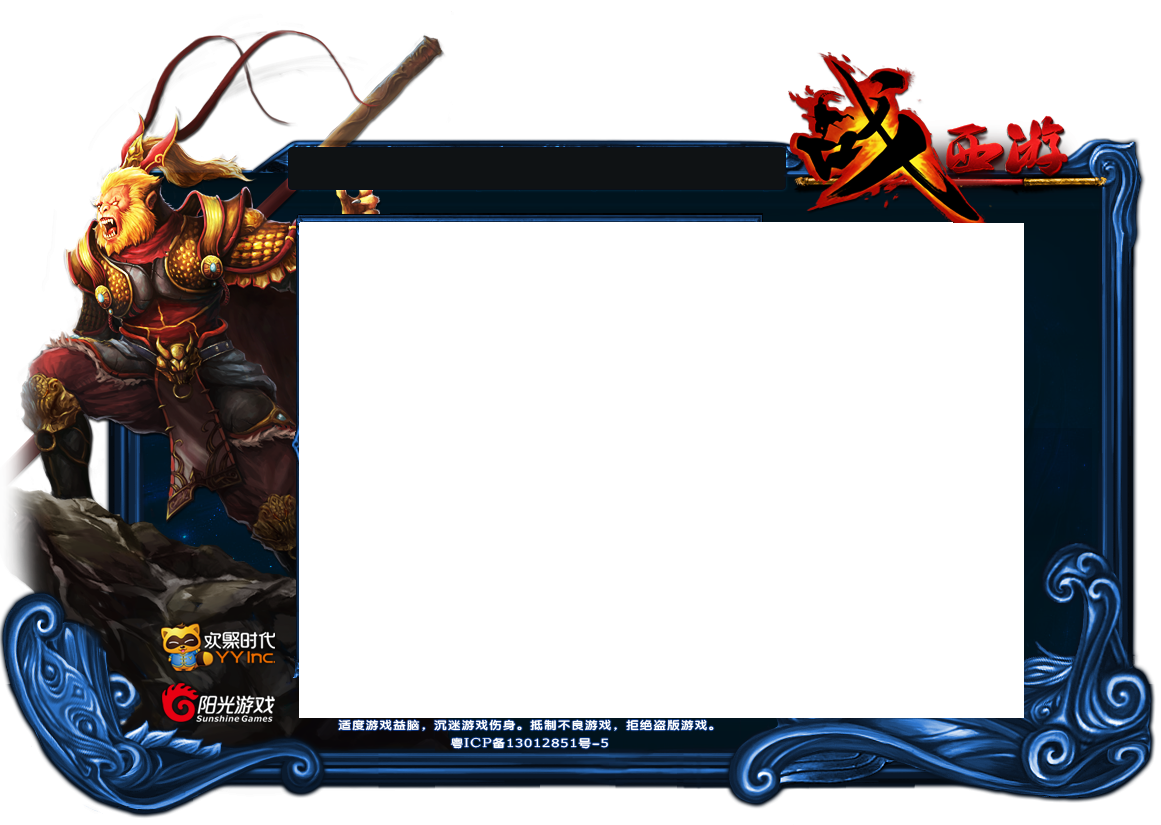 战西游
欢聚时代
YY Inc.
阳光游戏
Sunshine Games
适度游戏益脑，沉迷游戏伤身。抵制不良游戏，拒绝盗版游戏。
粤ICP备13012851号-5